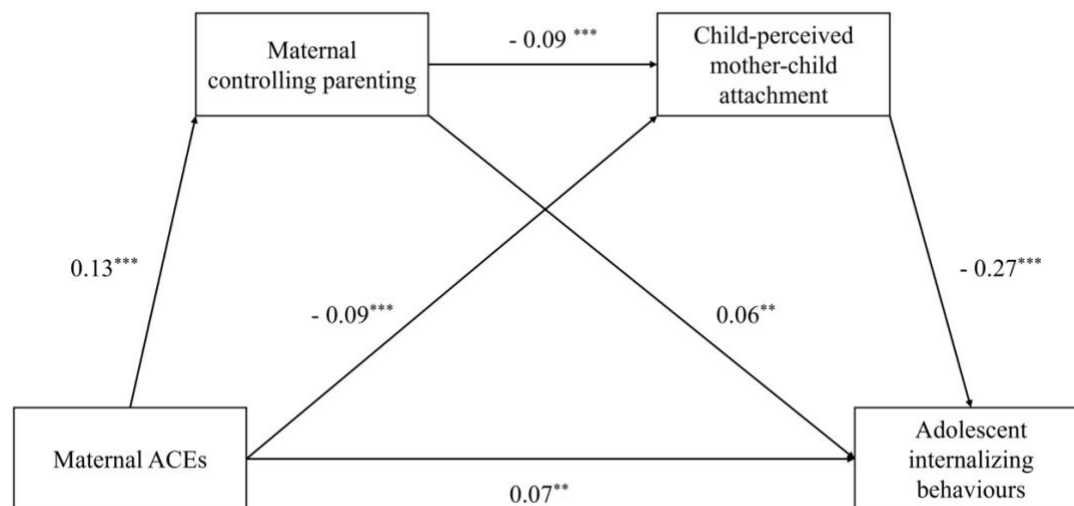 Maternal
controlling parenting
- 0.09 ***
Child-perceived
mother-child
attachment
0.13***
- 0.09***
0.06**
- 0.27***
Maternal ACEs
0.07**
Adolescent
internalizing
behaviours